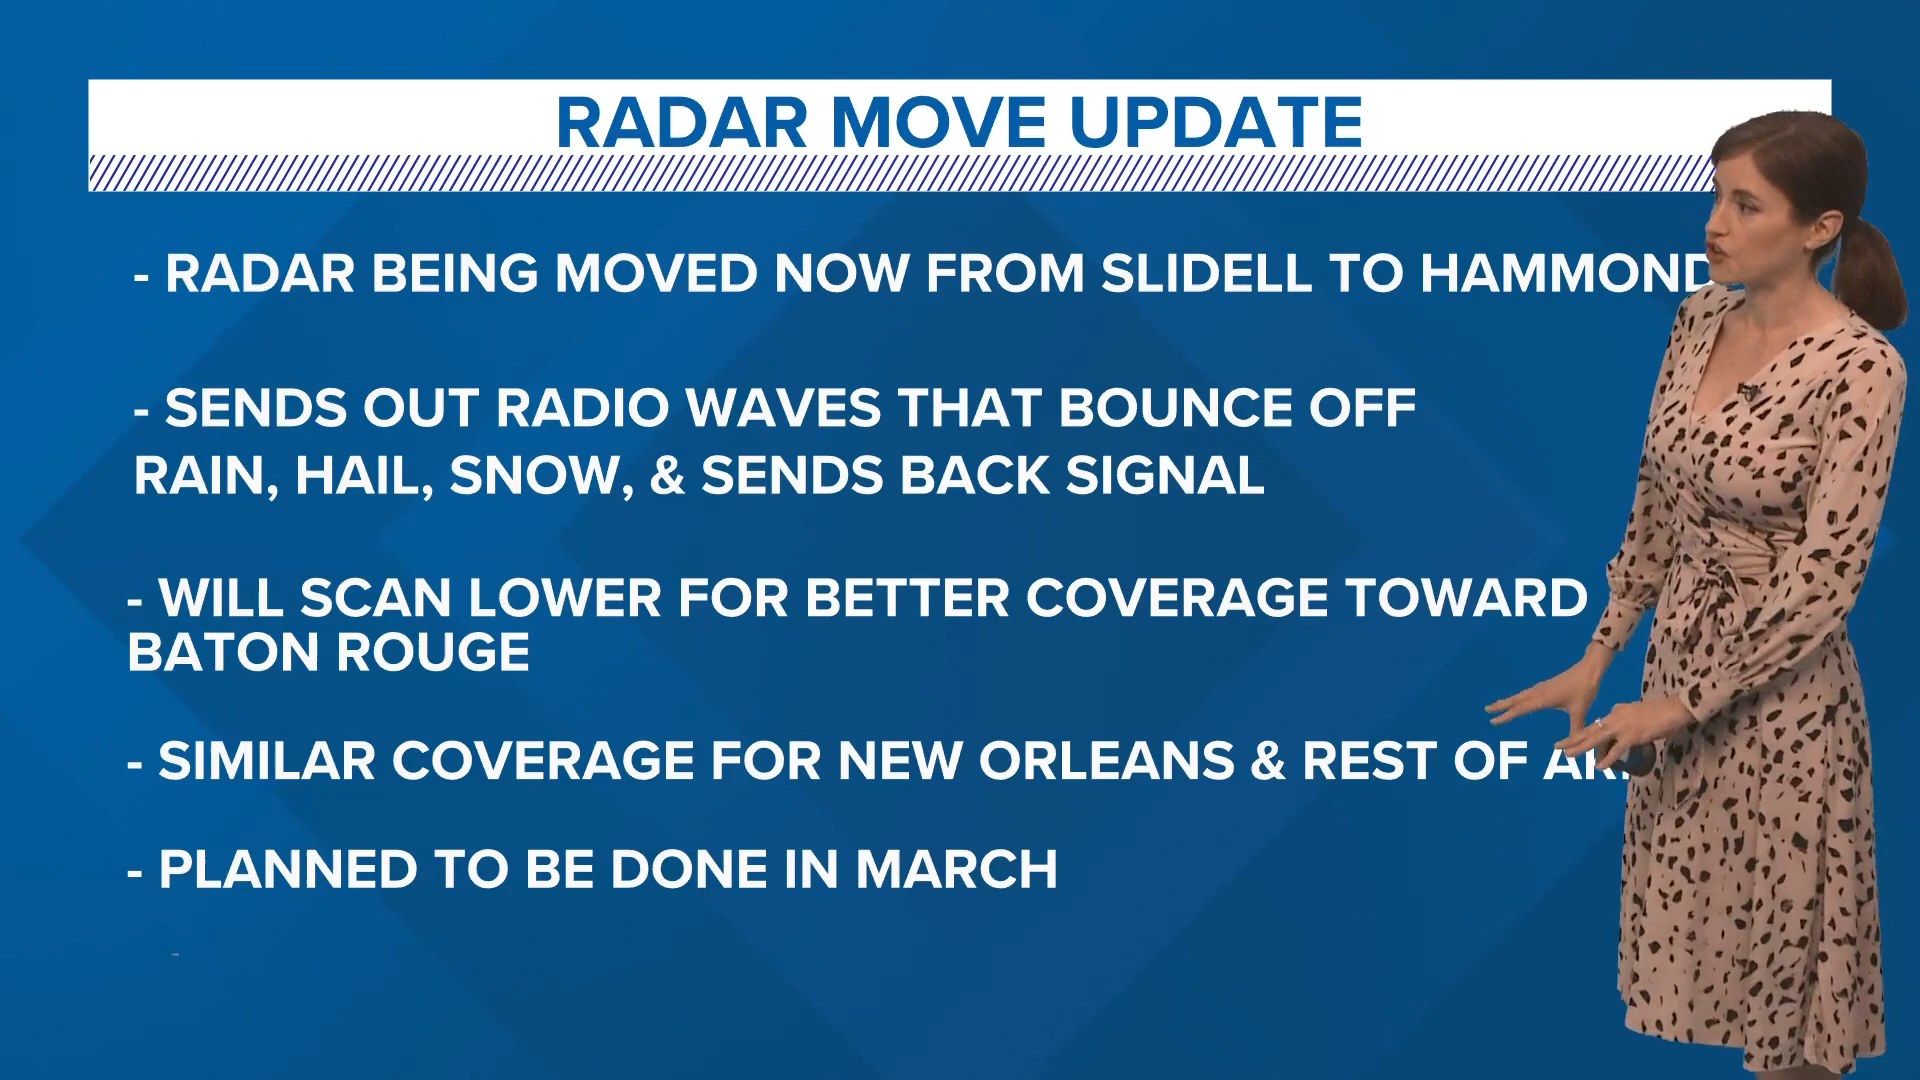 RADAR MOVE UPDATE
- RADAR BEING MOVED NOW FROM SLIDELL TO HAMMOND
- SENDS OUT RADIO WAVES THAT BOUNCE OFF
RAIN, HAIL, SNOW, & SENDS BACK SIGNAL
- WILL SCAN LOWER FOR BETTER COVERAGE TOWARD
BATON ROUGE
- SIMILAR COVERAGE FOR NEW ORLEANS & REST OF
- PLANNED TO BE DONE IN MARCH